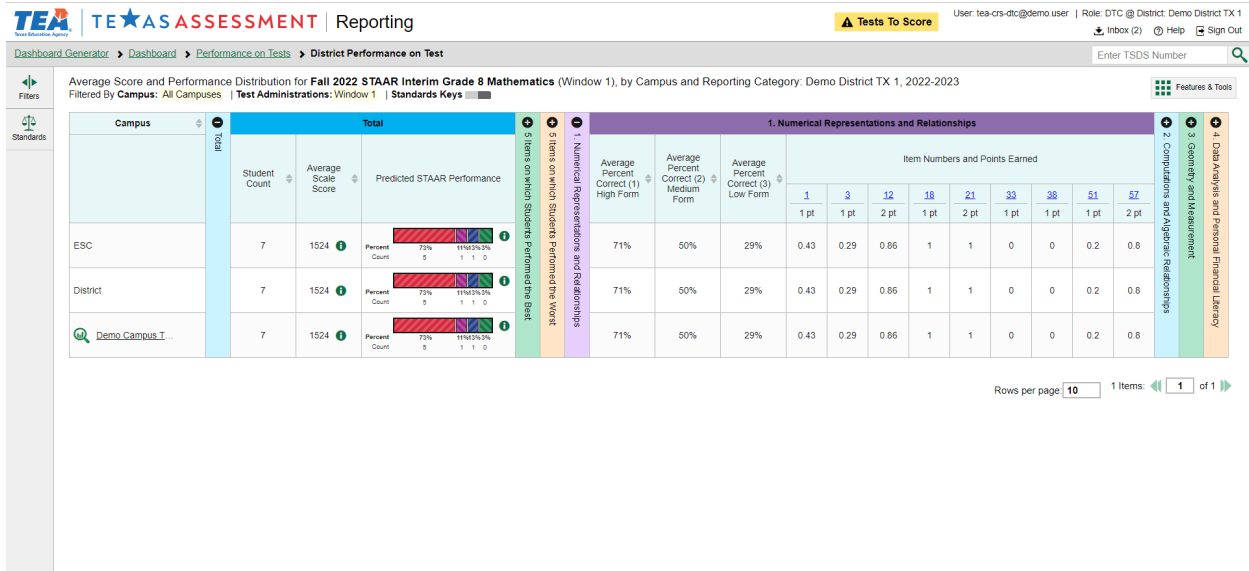 TEA
Texas Education Agency
TEXAS ASSESSMENT | Reporting
Tests To Score
User: tea-crs-dtc@demo.user | Role: DTC @ District: Demo District TX 1
Inbox (2) Help Sign Out
Dashboard Generator Dashboard Performance on Tests District Performance on Test
Enter TSDS Number
Filters
Standards
Average Score and Performance Distribution for Fall 2022 STAAR Interim Grade 8 Mathematics (Window 1), by Campus and Reporting Category: Demo District TX 1, 2022-2023
Filtered By Campus: All Campuses | Test Administrations: Window 1 | Standards Keys
Features & Tools
Campus
Total
Total
5 Items on which Students Performed the Best
5 Items on which Students Performed the Worst
1. Numerical Representations and Relationships
1. Numerical Representations and Relationships
2. Computations and Algebraic Relationships
3. Geometry and Measurement
4. Data Analysis and Personal Financial Literacy
Student Count
Average Scale Score
Predicted STAAR Performance
Average Percent Correct (1) High Form
Average Percent Correct (2) Medium Form
Average Percent Correct (3) Low Form
Item Numbers and Points Earned
1 3 12 18 21 33 38 51 57
1 pt 1 pt 2 pt 1 pt 2 pt 1 pt 1 pt 1 pt 2 pt
ESC 7 1524 71% 50% 29% 0.43 0.29 0.86 1 1 0 0 0.2 0.8
Percent 73% 11% 13% 3%
Count 5 1 1 0
District 7 1524 71% 50% 29% 0.43 0.29 0.86 1 1 0 0 0.2 0.8
Percent 73% 11% 13% 3%
Count 5 1 1 0
Demo Campus T... 7 1524 71% 50% 29% 0.43 0.29 0.86 1 1 0 0 0.2 0.8
Percent 73% 11% 13% 3%
Count 5 1 1 0
Rows per page: 10 1 Items: 1 of 1